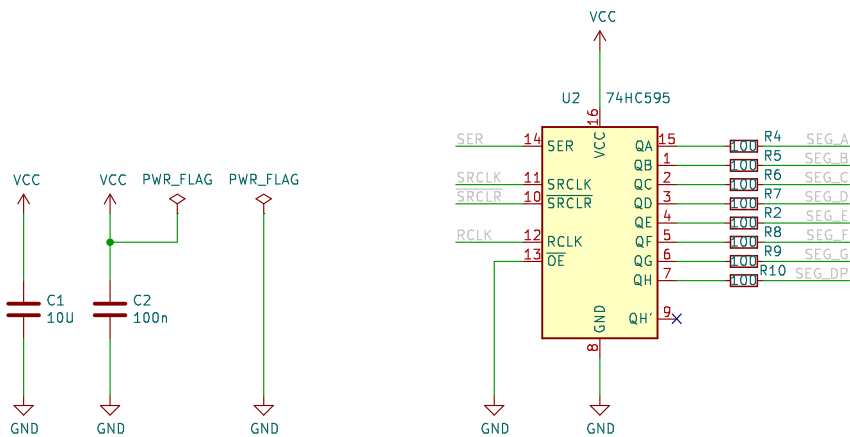 VCC
U2 74HC595
16
VCC
SER 14 SER QA 15 100 R4 SEG_A
QB 1 100 R5 SEG_B
SRCLK 11 SRCLK QC 2 100 R6 SEG_C
SRCLR 10 SRCLR QD 3 100 R7 SEG_D
QE 4 100 R2 SEG_E
RCLK 12 RCLK QF 5 100 R8 SEG_F
13 OE QG 6 100 R9 SEG_G
QH 7 100 R10 SEG_DP
QH' 9
GND
8
VCC VCC PWR_FLAG PWR_FLAG
C1 C2
10U 100n
GND GND GND GND GND